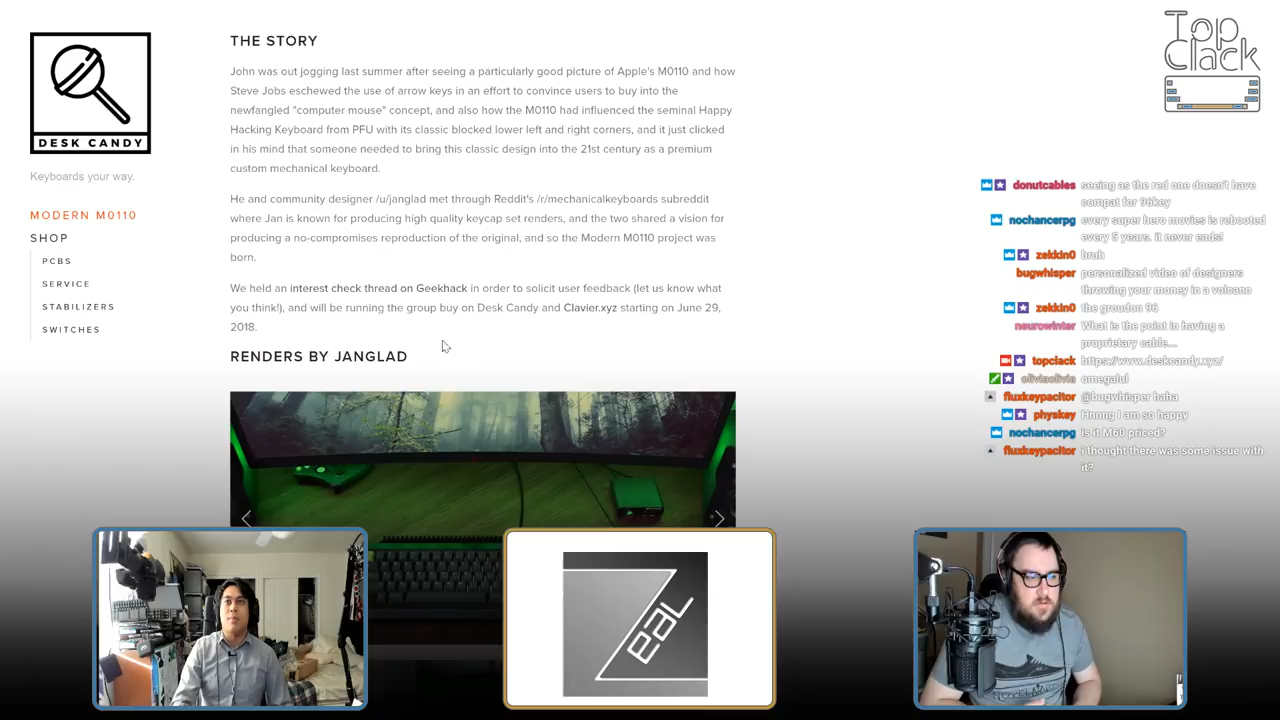 DESK CANDY
Keyboards your way.
MODERN M0110
SHOP
PCBS
SERVICE
STABILIZERS
SWITCHES
THE STORY
John was out jogging last summer after seeing a particularly good picture of Apple's M0110 and how
Steve Jobs eschewed the use of arrow keys in an effort to convince users to buy into the
newfangled "computer mouse" concept, and also how the M0110 had influenced the seminal Happy
Hacking Keyboard from PFU with its classic blocked lower left and right corners, and it just clicked
in his mind that someone needed to bring this classic design into the 21st century as a premium
custom mechanical keyboard.
He and community designer /u/janglad met through Reddit's /r/mechanicalkeyboards subreddit
where Jan is known for producing high quality keycap set renders, and the two shared a vision for
producing a no-compromises reproduction of the original, and so the Modern M0110 project was
born.
We held an interest check thread on Geekhack in order to solicit user feedback (let us know what
you think!), and will be running the group buy on Desk Candy and Clavier.xyz starting on June 29,
2018.
RENDERS BY JANGLAD
Top
Clack
donutcables seeing as the red one doesn't have
compat for 96key
nochancerpg every super hero movies is rebooted
every 5 years. it never ends!
zekkin0 bruh
bugwhisper personalized video of designers
throwing your money in a volcano
zekkin0 the groudon 96
neurowinter What is the point in having a
proprietary cable...
topclack https://www.deskcandy.xyz/
oliviaolivia omegalul
fluxkeypacitor @bugwhisper haha
physkey Hnnng I am so happy
nochancerpg is it M60 priced?
fluxkeypacitor i thought there was some issue with
it?
Zeal